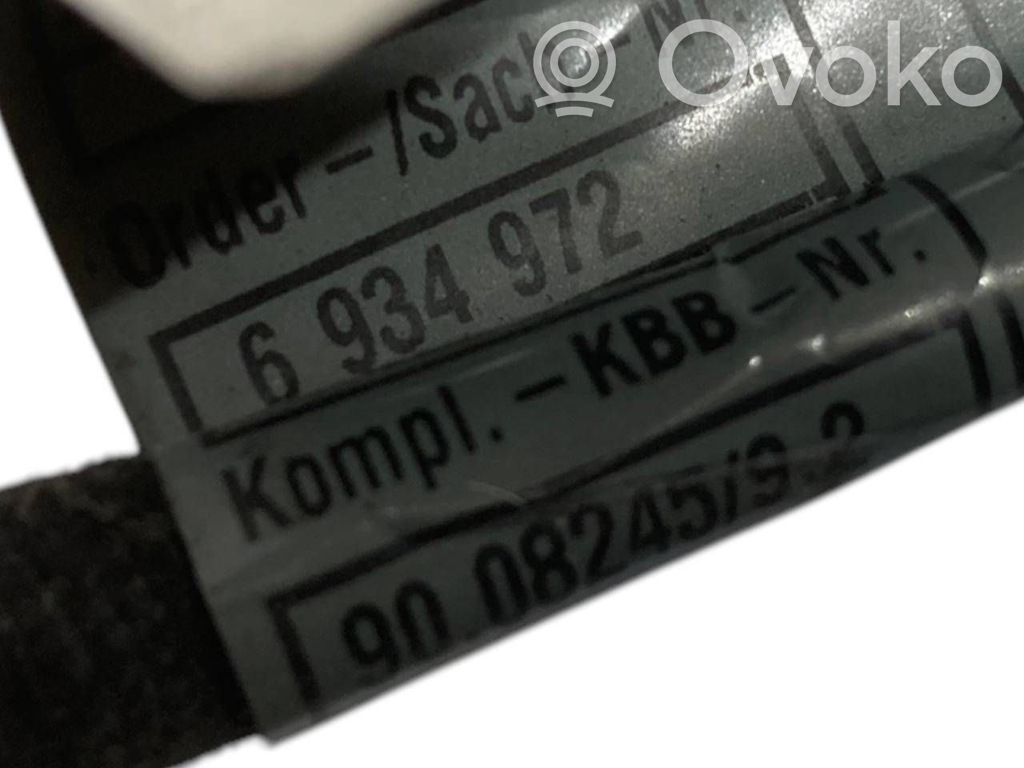 Ovoko
Order-/Sach-Nr.
6 934 972
Kompl.-KBB-Nr.
90.08245/9.2